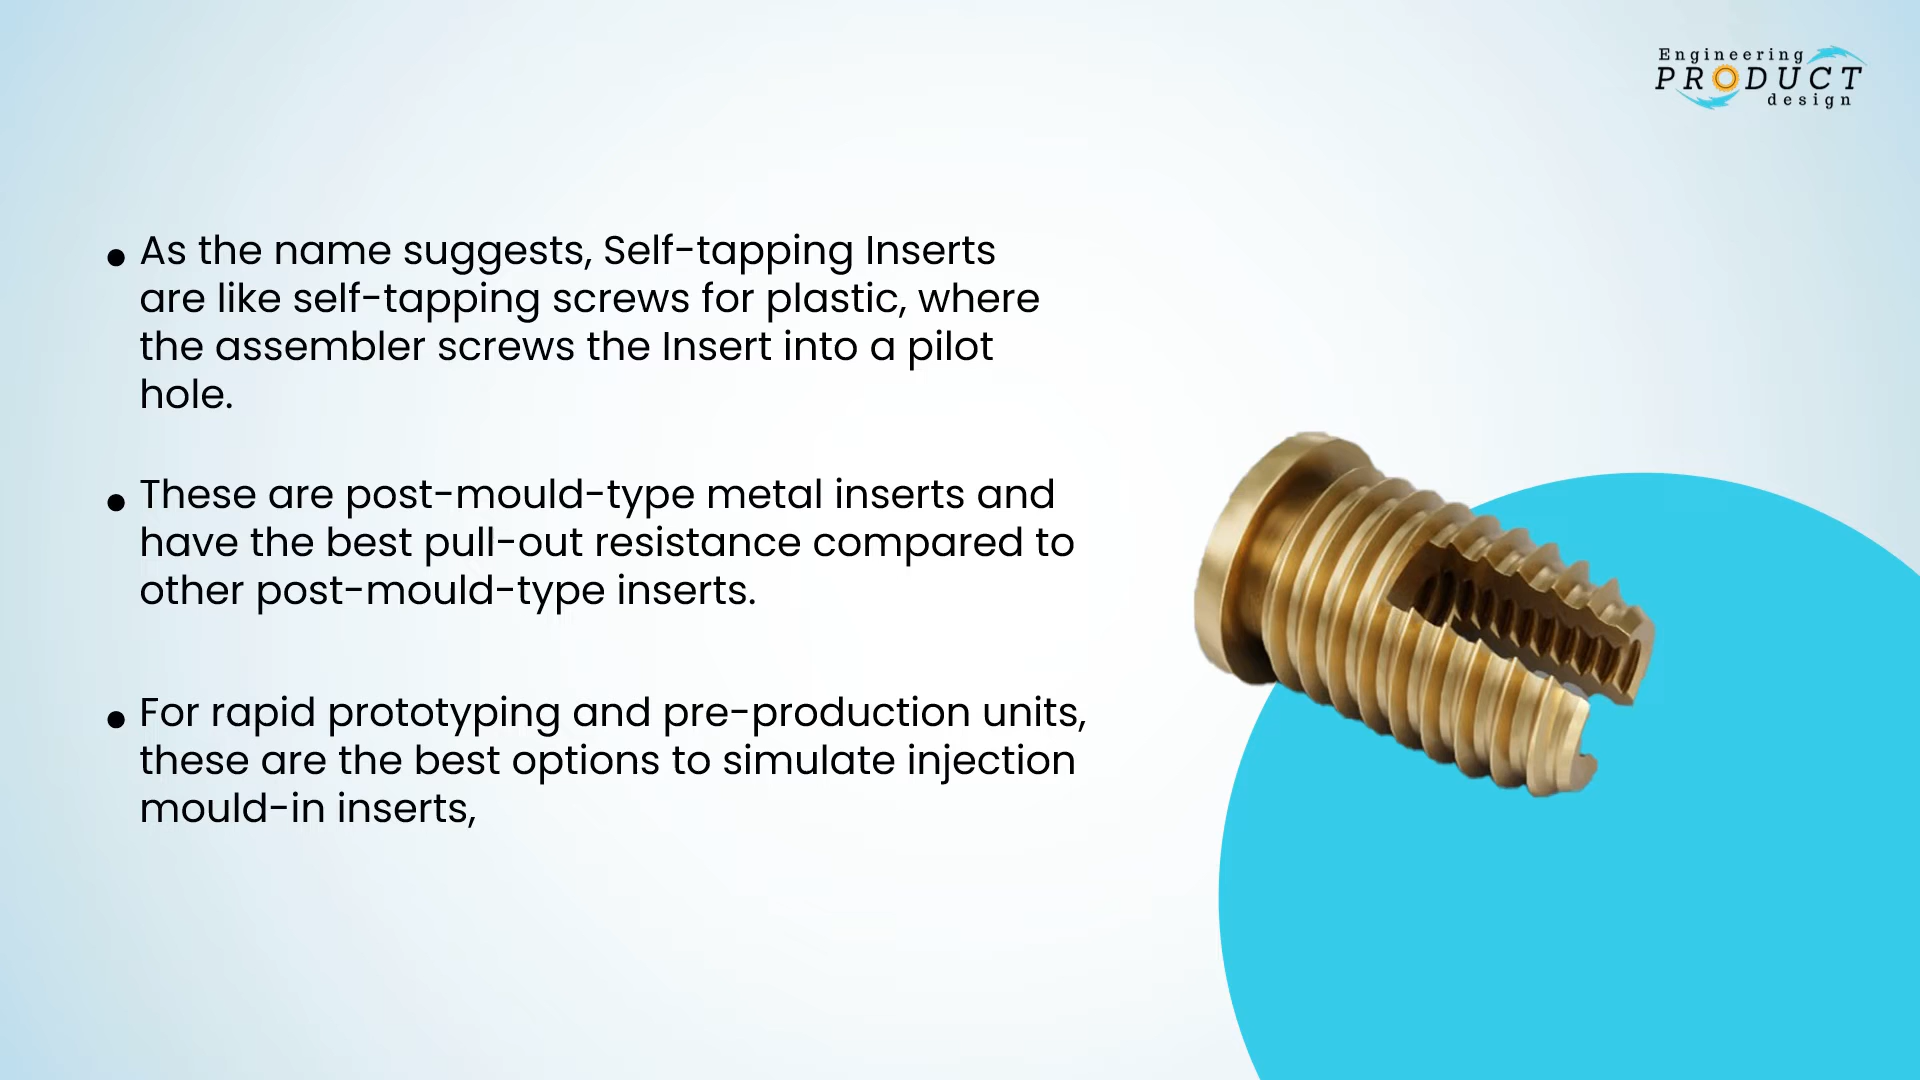 Engineering
PRODUCT
design
As the name suggests, Self-tapping Inserts
are like self-tapping screws for plastic, where
the assembler screws the Insert into a pilot
hole.
These are post-mould-type metal inserts and
have the best pull-out resistance compared to
other post-mould-type inserts.
For rapid prototyping and pre-production units,
these are the best options to simulate injection
mould-in inserts,